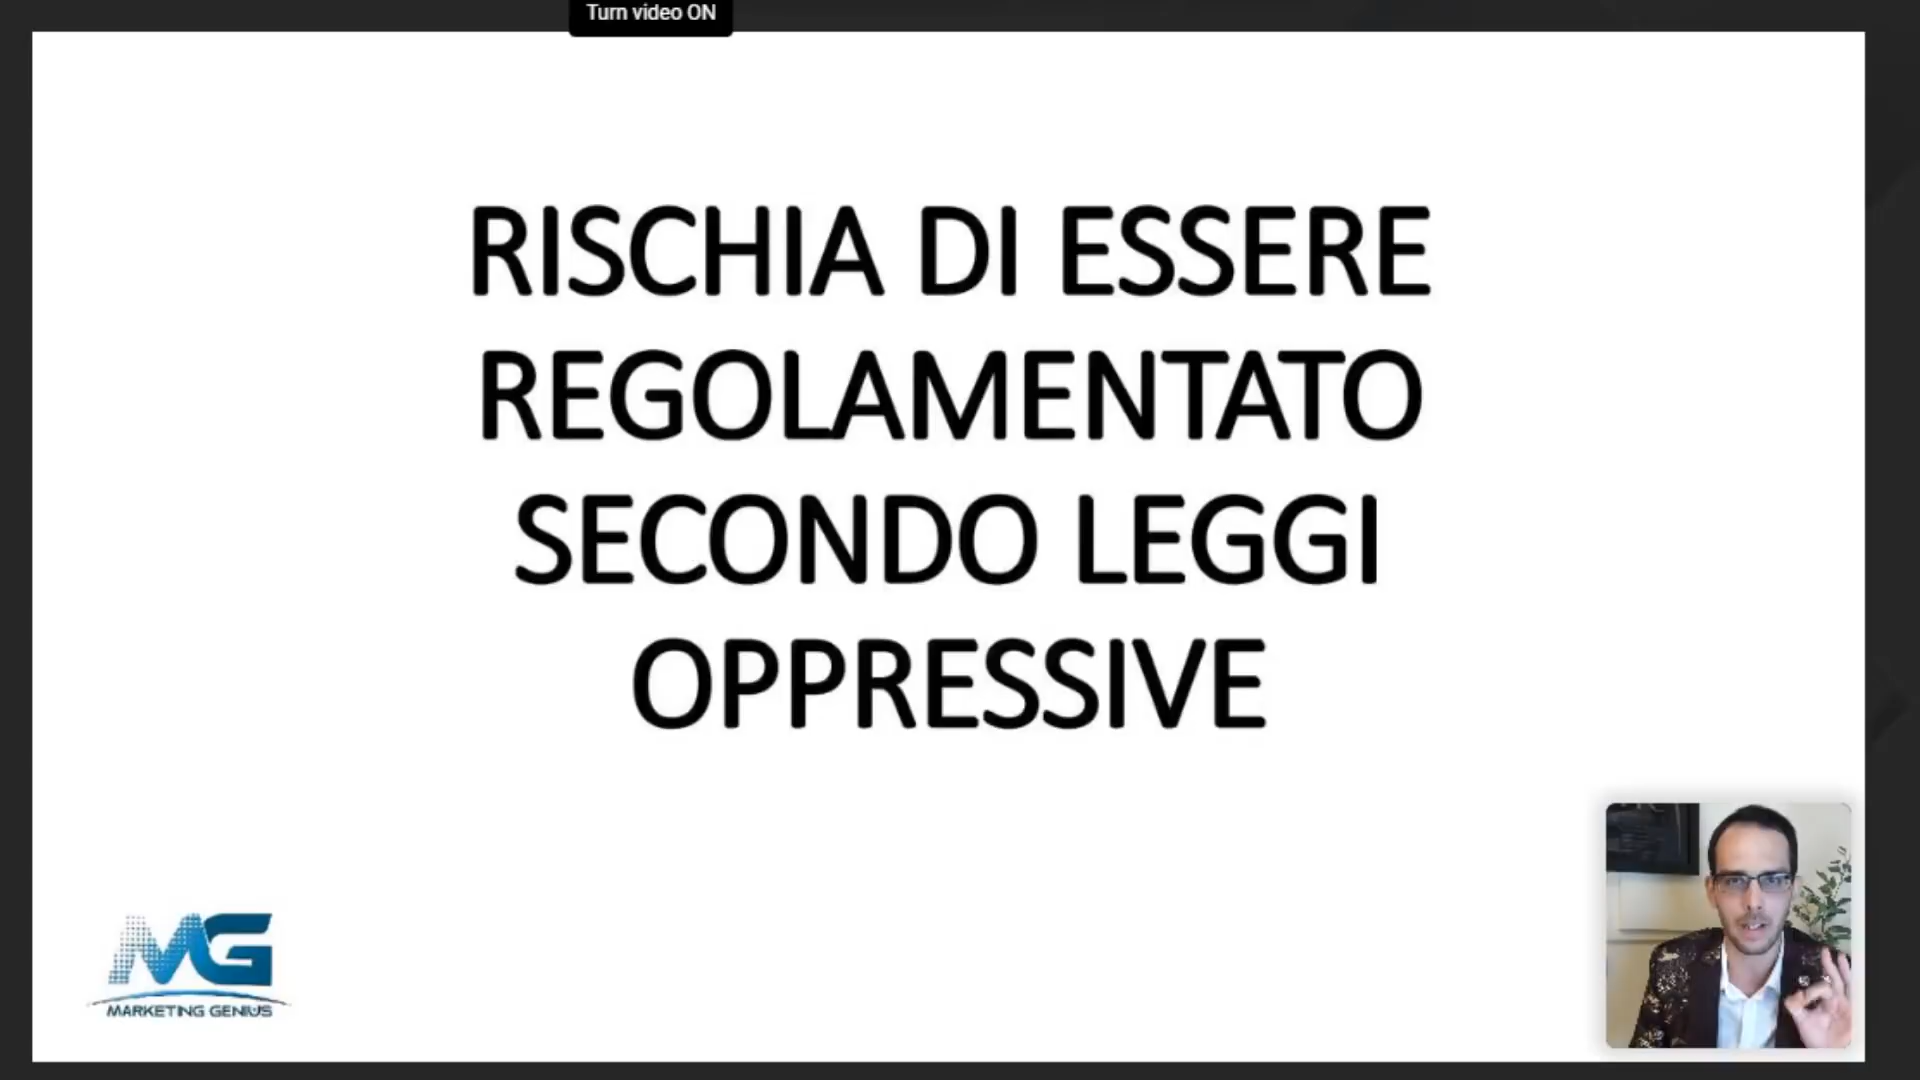 Turn video ON
RISCHIA DI ESSERE
REGOLAMENTATO
SECONDO LEGGI
OPPRESSIVE
MG
MARKETING GENIUS